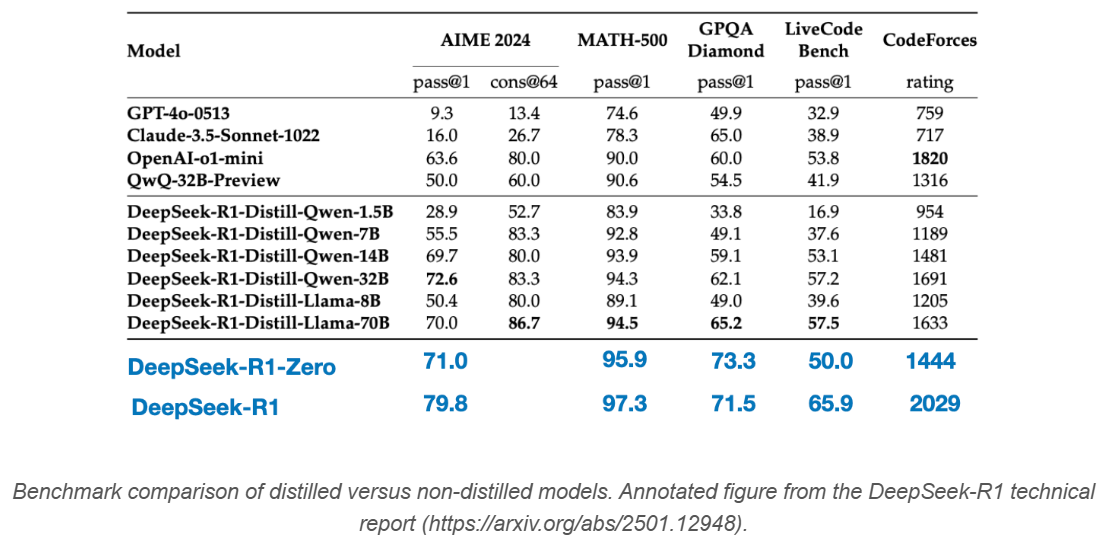 Model AIME 2024 MATH-500 GPQA Diamond LiveCode Bench CodeForces
pass@1 cons@64 pass@1 pass@1 pass@1 rating
GPT-4o-0513 9.3 13.4 74.6 49.9 32.9 759
Claude-3.5-Sonnet-1022 16.0 26.7 78.3 65.0 38.9 717
OpenAI-o1-mini 63.6 80.0 90.0 60.0 53.8 1820
QwQ-32B-Preview 50.0 60.0 90.6 54.5 41.9 1316
DeepSeek-R1-Distill-Qwen-1.5B 28.9 52.7 83.9 33.8 16.9 954
DeepSeek-R1-Distill-Qwen-7B 55.5 83.3 92.8 49.1 37.6 1189
DeepSeek-R1-Distill-Qwen-14B 69.7 80.0 93.9 59.1 53.1 1481
DeepSeek-R1-Distill-Qwen-32B 72.6 83.3 94.3 62.1 57.2 1691
DeepSeek-R1-Distill-Llama-8B 50.4 80.0 89.1 49.0 39.6 1205
DeepSeek-R1-Distill-Llama-70B 70.0 86.7 94.5 65.2 57.5 1633
DeepSeek-R1-Zero 71.0 95.9 73.3 50.0 1444
DeepSeek-R1 79.8 97.3 71.5 65.9 2029
Benchmark comparison of distilled versus non-distilled models. Annotated figure from the DeepSeek-R1 technical
report (https://arxiv.org/abs/2501.12948).